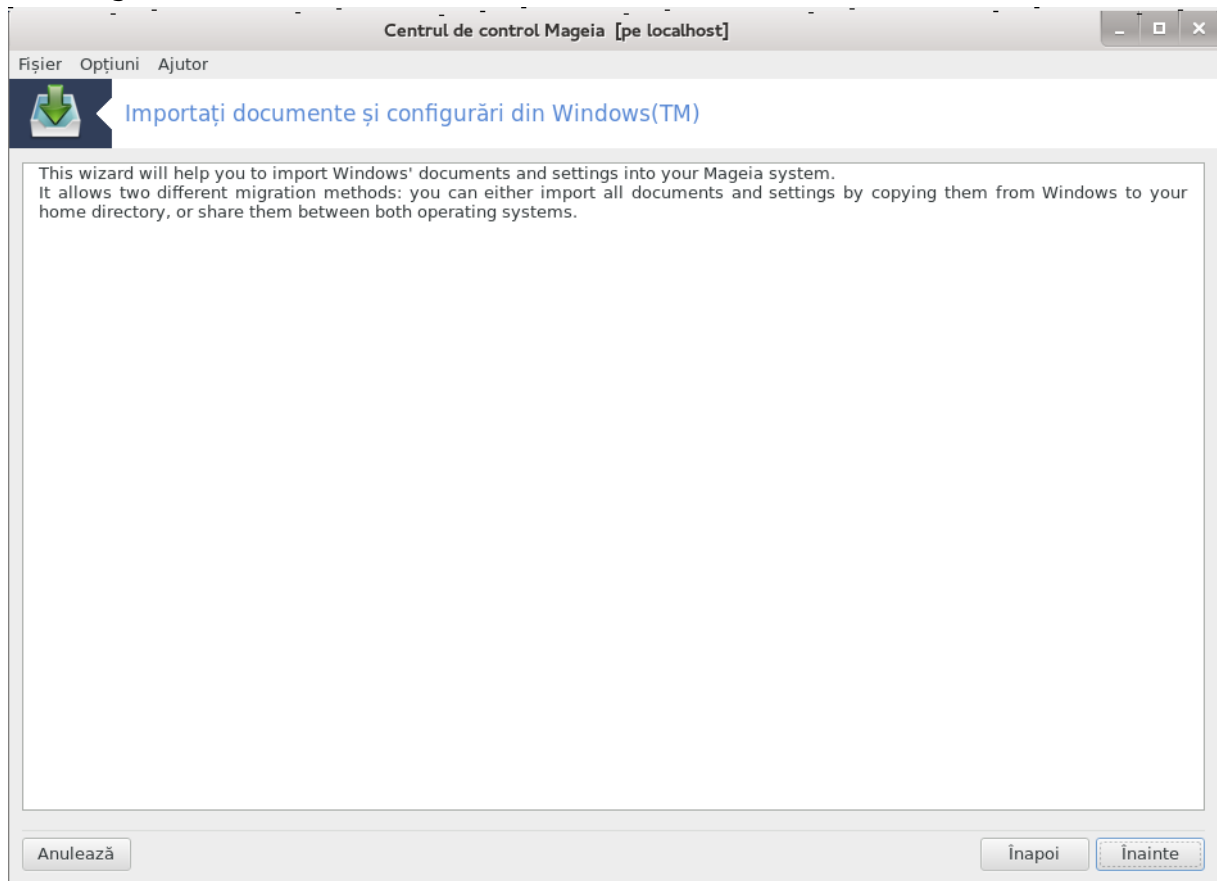 Centrul de control Mageia [pe localhost]
Fișier Opțiuni Ajutor
Importați documente și configurări din Windows(TM)
This wizard will help you to import Windows' documents and settings into your Mageia system.
It allows two different migration methods: you can either import all documents and settings by copying them from Windows to your
home directory, or share them between both operating systems.
Anulează Înapoi Înainte